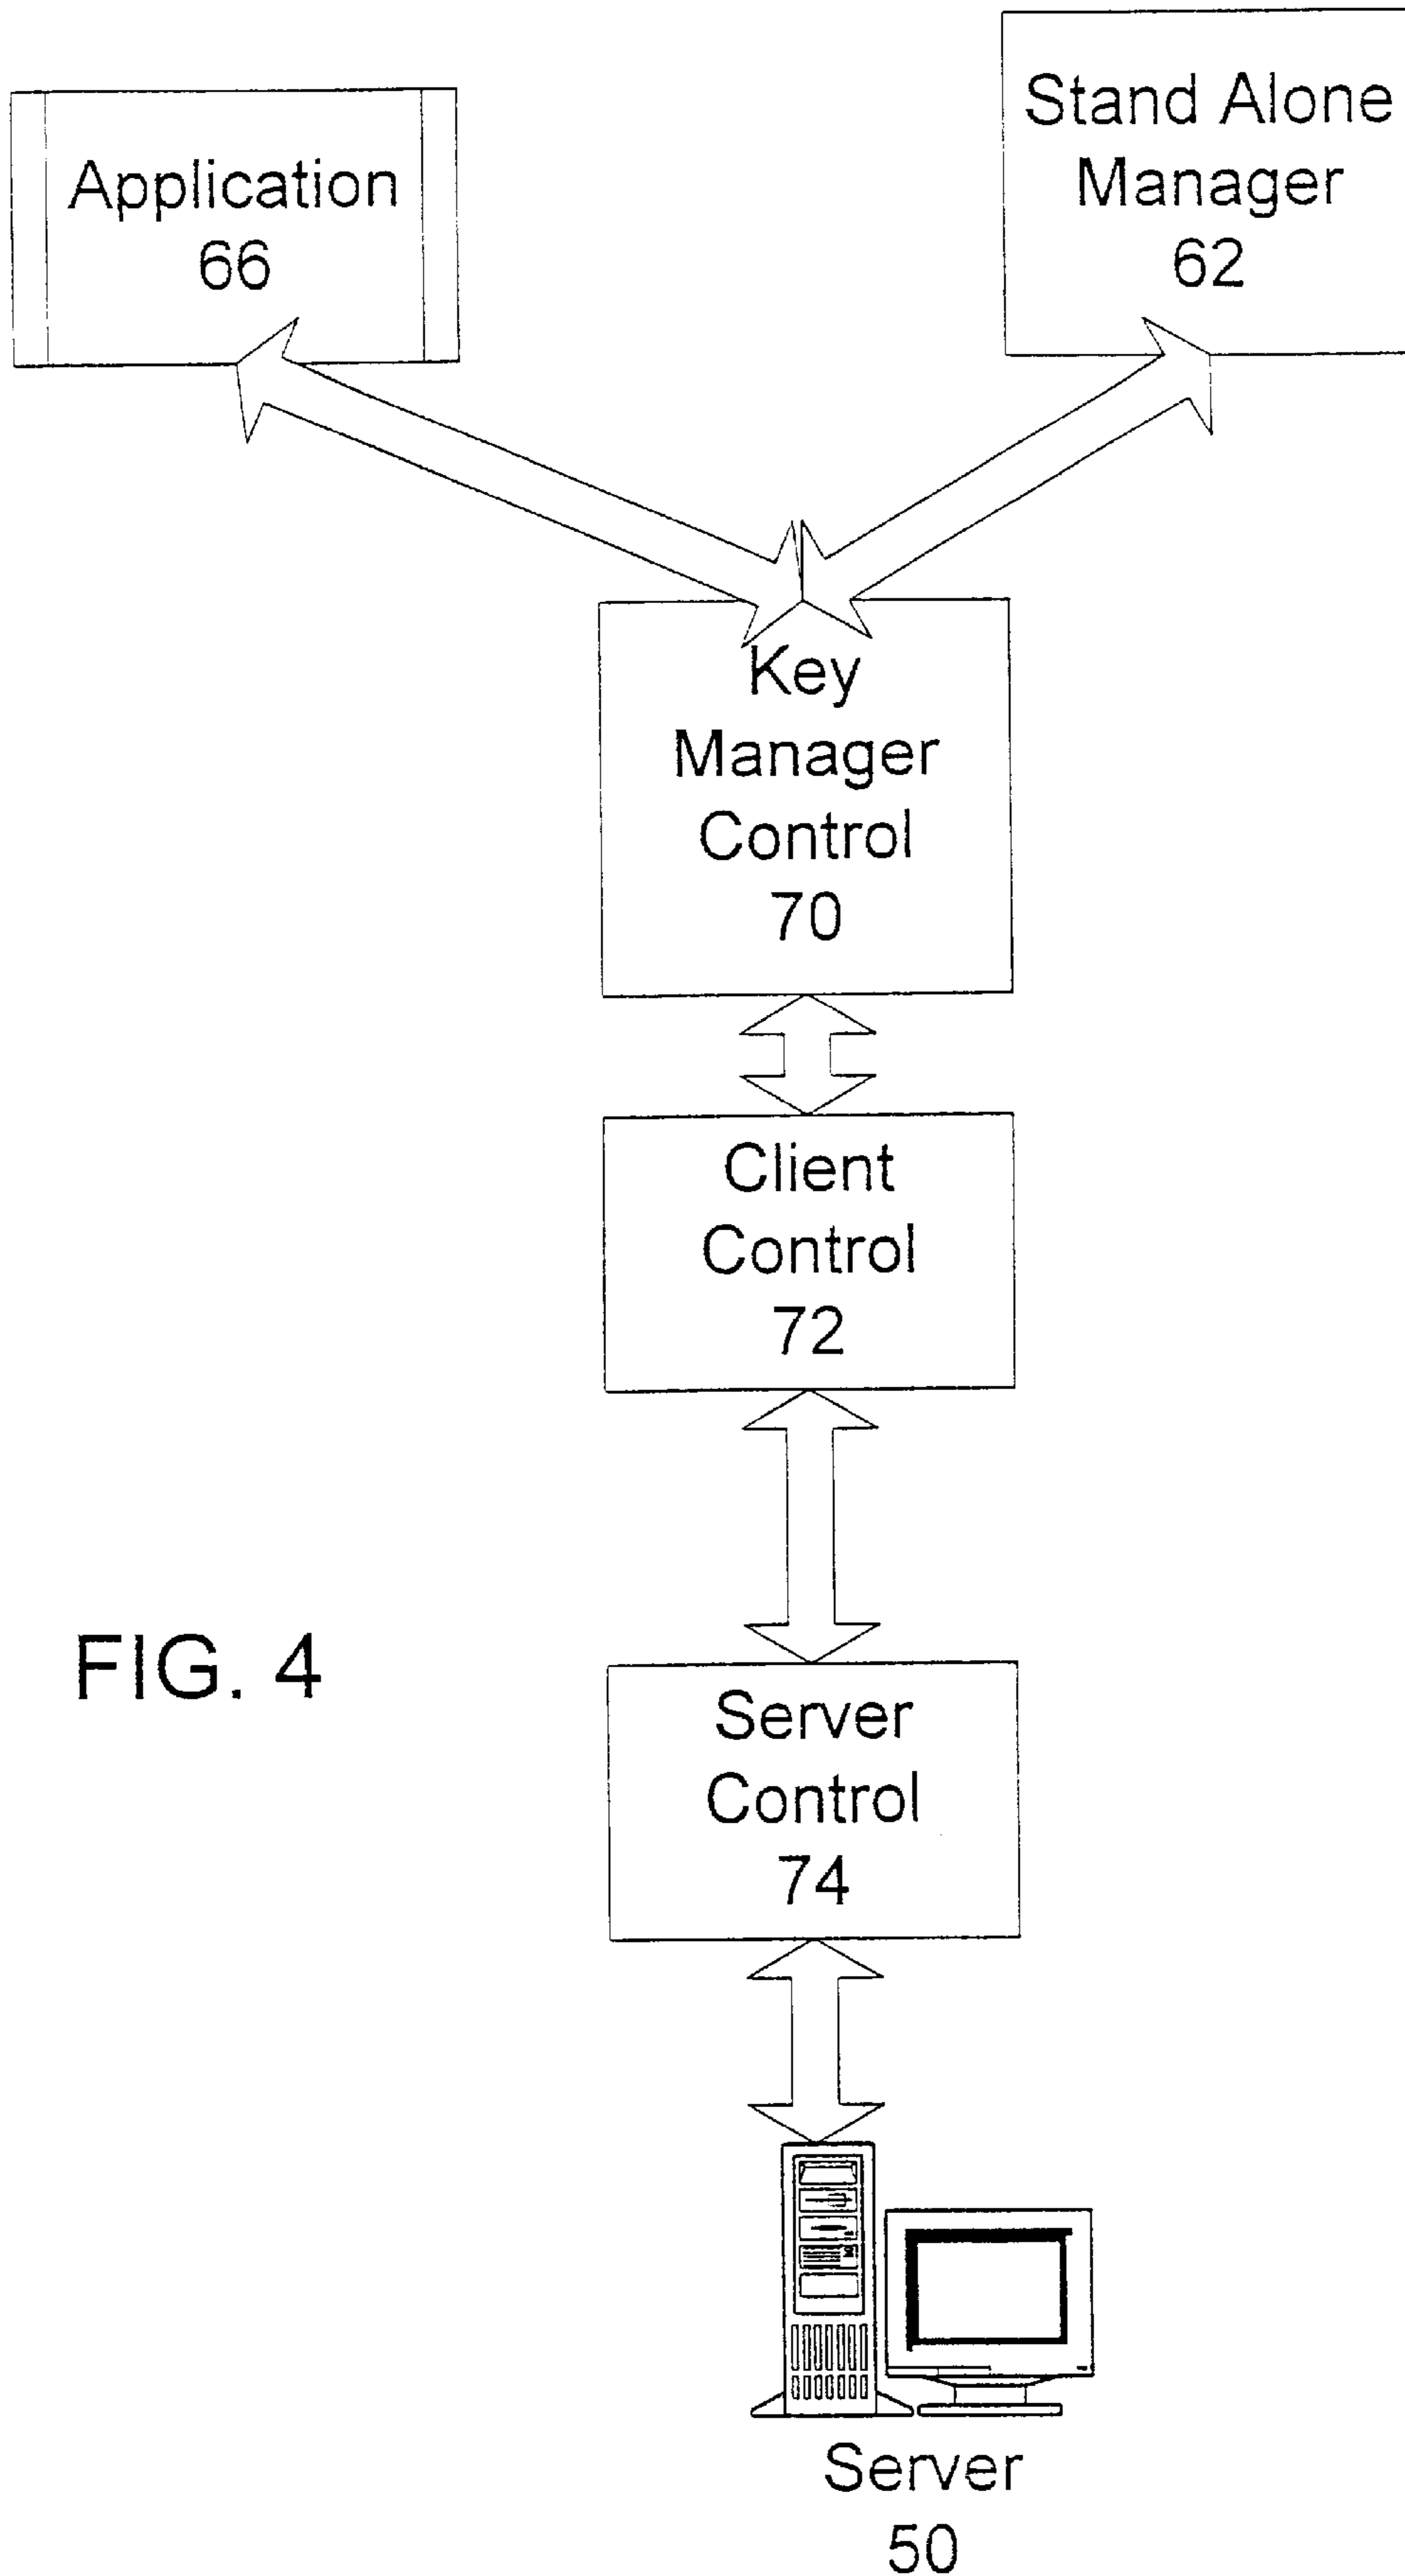 Application
66
Stand Alone
Manager
62
Key
Manager
Control
70
Client
Control
72
FIG. 4
Server
Control
74
Server
50